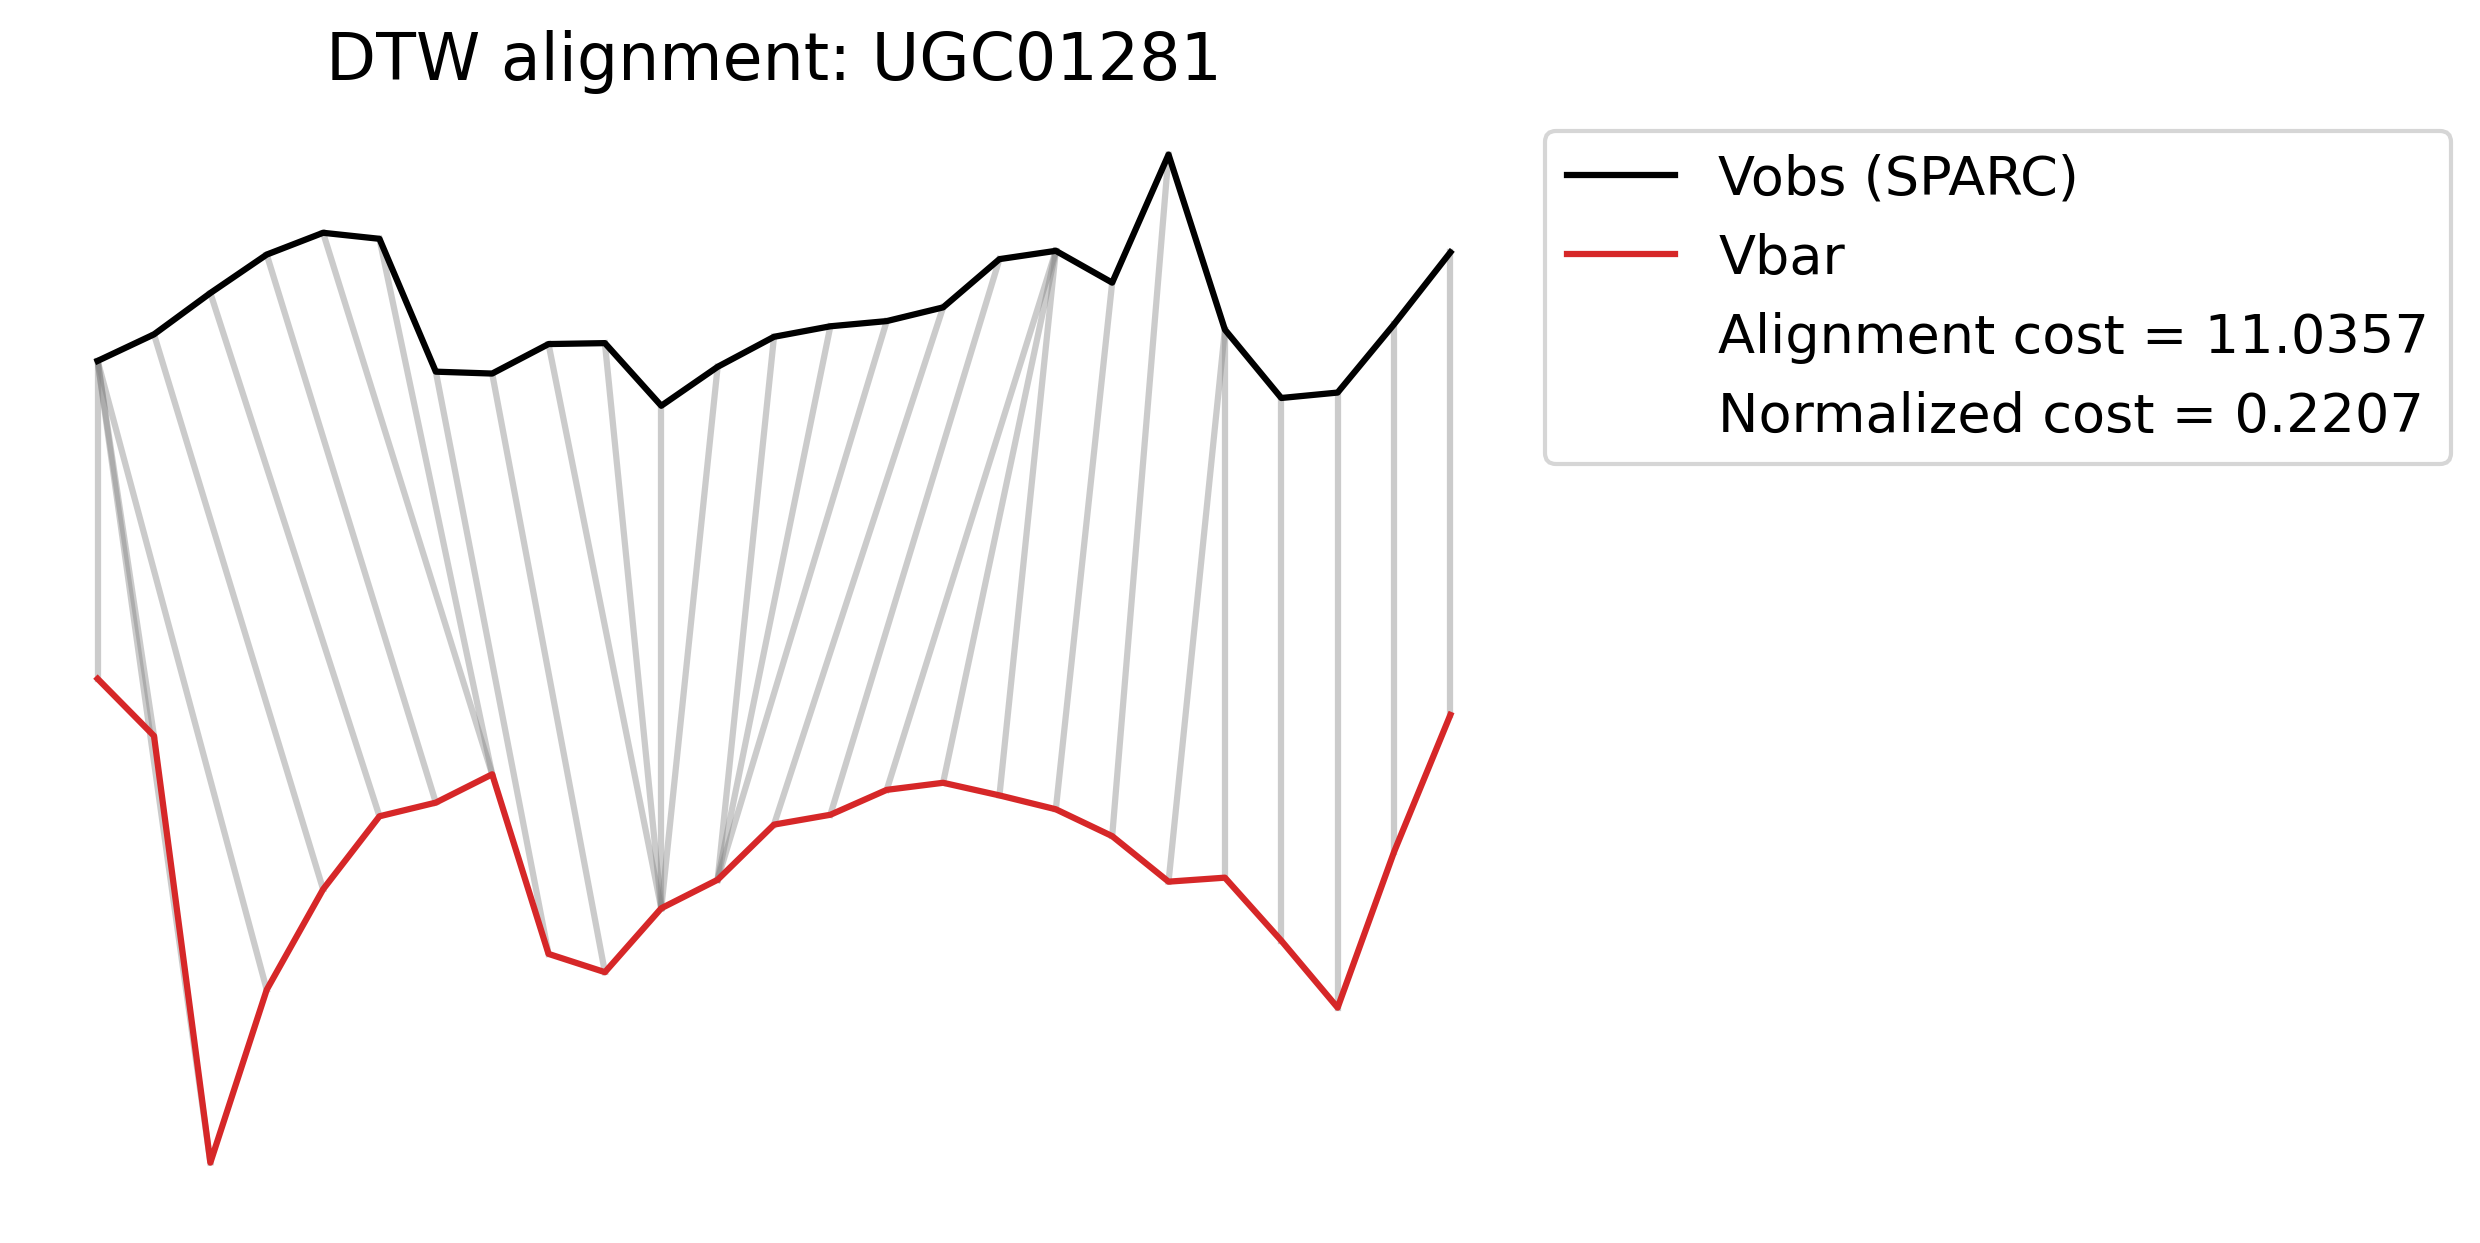 DTW alignment: UGC01281
Vobs (SPARC)
Vbar
Alignment cost = 11.0357
Normalized cost = 0.2207